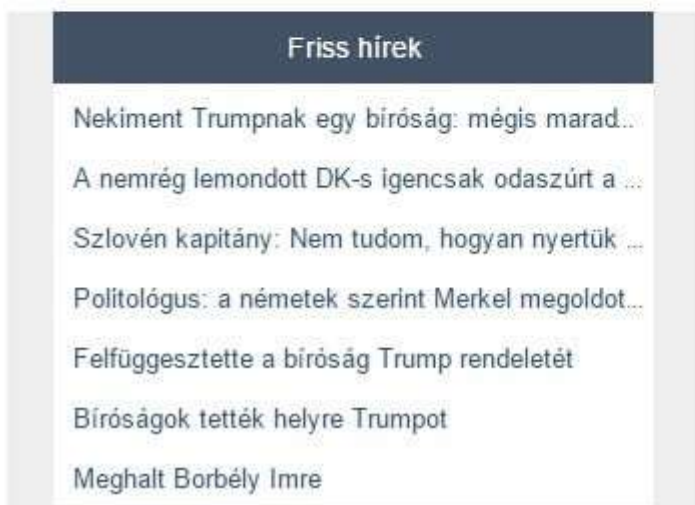 Friss hírek
Nekiment Trumpnak egy bíróság: mégis marad...
A nemrég lemondott DK-s igencsak odaszúrt a ...
Szlovén kapitány: Nem tudom, hogyan nyertük ...
Politológus: a németek szerint Merkel megoldot...
Felfüggesztette a bíróság Trump rendeletét
Bíróságok tették helyre Trumpot
Meghalt Borbély Imre